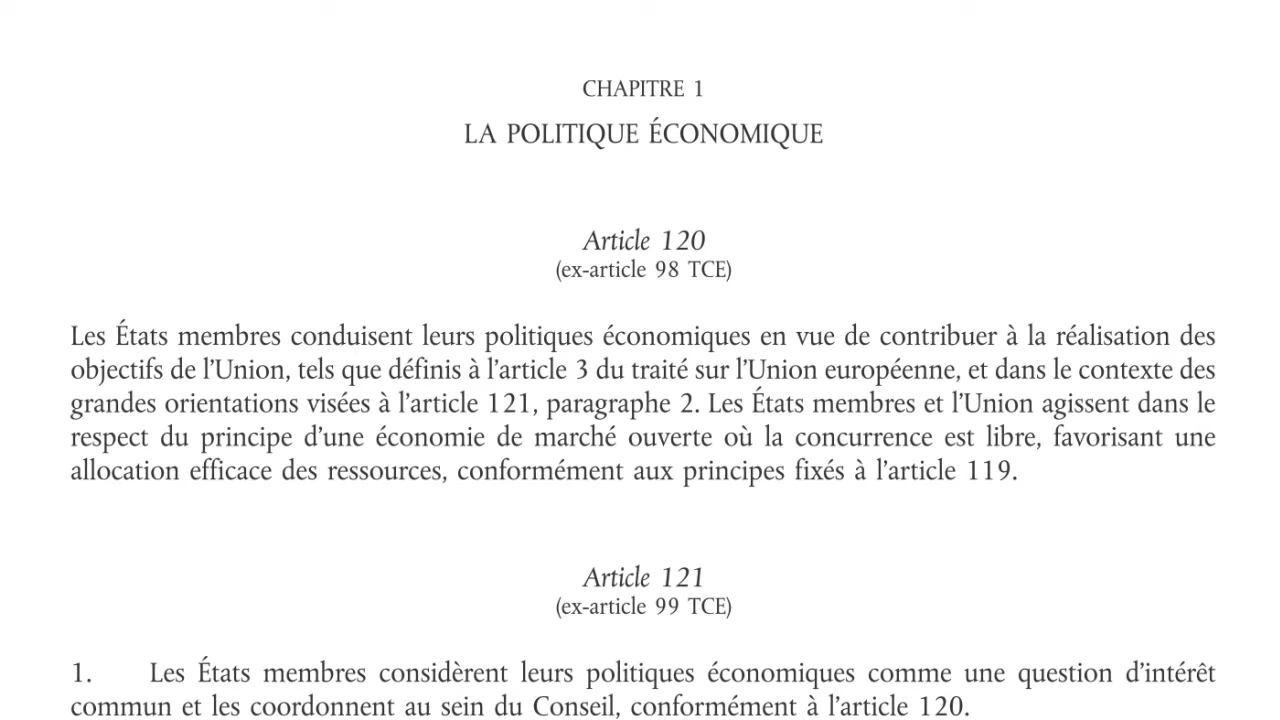 CHAPITRE 1
LA POLITIQUE ÉCONOMIQUE
Article 120
(ex-article 98 TCE)
Les États membres conduisent leurs politiques économiques en vue de contribuer à la réalisation des
objectifs de l’Union, tels que définis à l’article 3 du traité sur l’Union européenne, et dans le contexte des
grandes orientations visées à l’article 121, paragraphe 2. Les États membres et l’Union agissent dans le
respect du principe d’une économie de marché ouverte où la concurrence est libre, favorisant une
allocation efficace des ressources, conformément aux principes fixés à l’article 119.
Article 121
(ex-article 99 TCE)
1. Les États membres considèrent leurs politiques économiques comme une question d’intérêt
commun et les coordonnent au sein du Conseil, conformément à l’article 120.